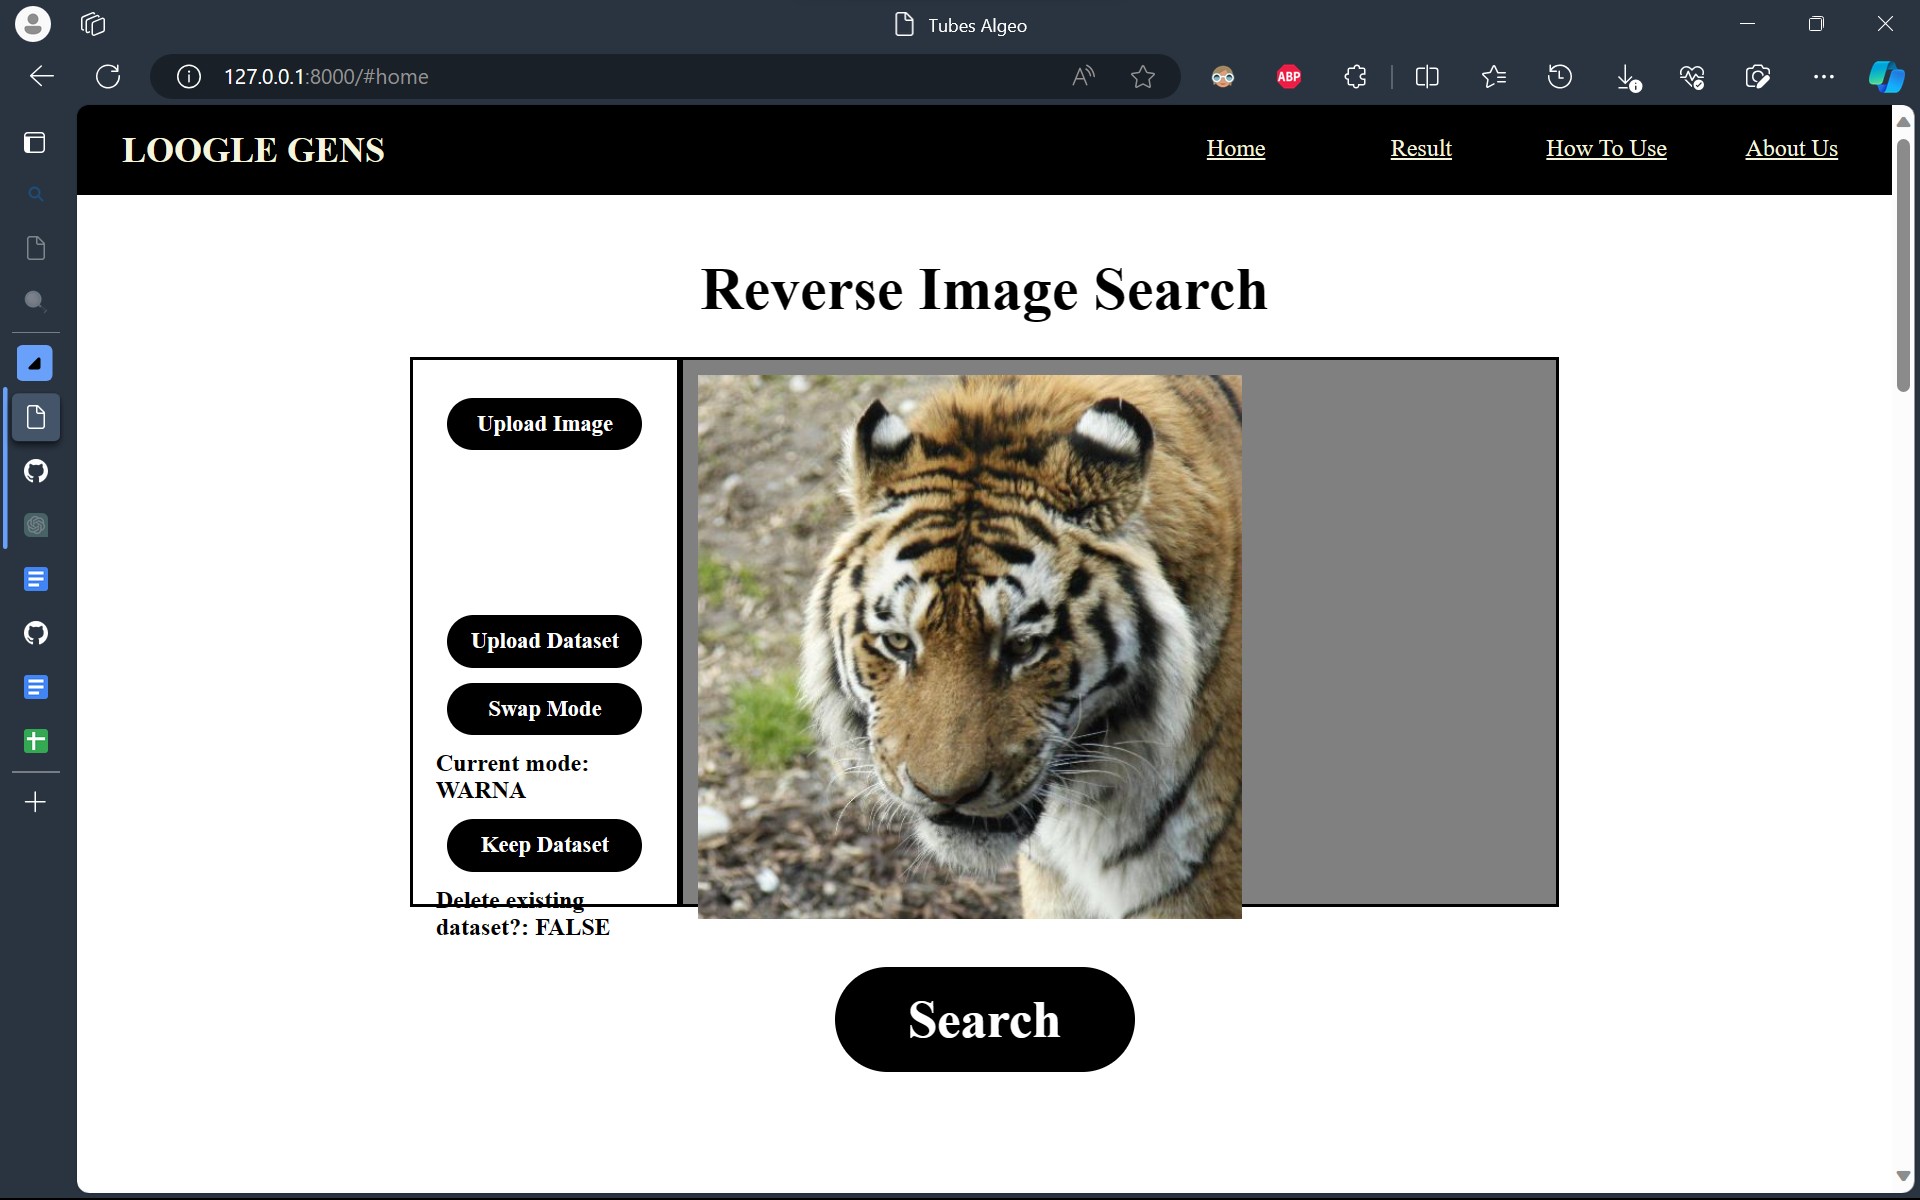 Tubes Algeo
127.0.0.1:8000/#home
ABP
LOOGLE GENS
Home
Result
How To Use
About Us
Reverse Image Search
Upload Image
Upload Dataset
Swap Mode
Current mode:
WARNA
Keep Dataset
Delete existing
dataset?: FALSE
Search